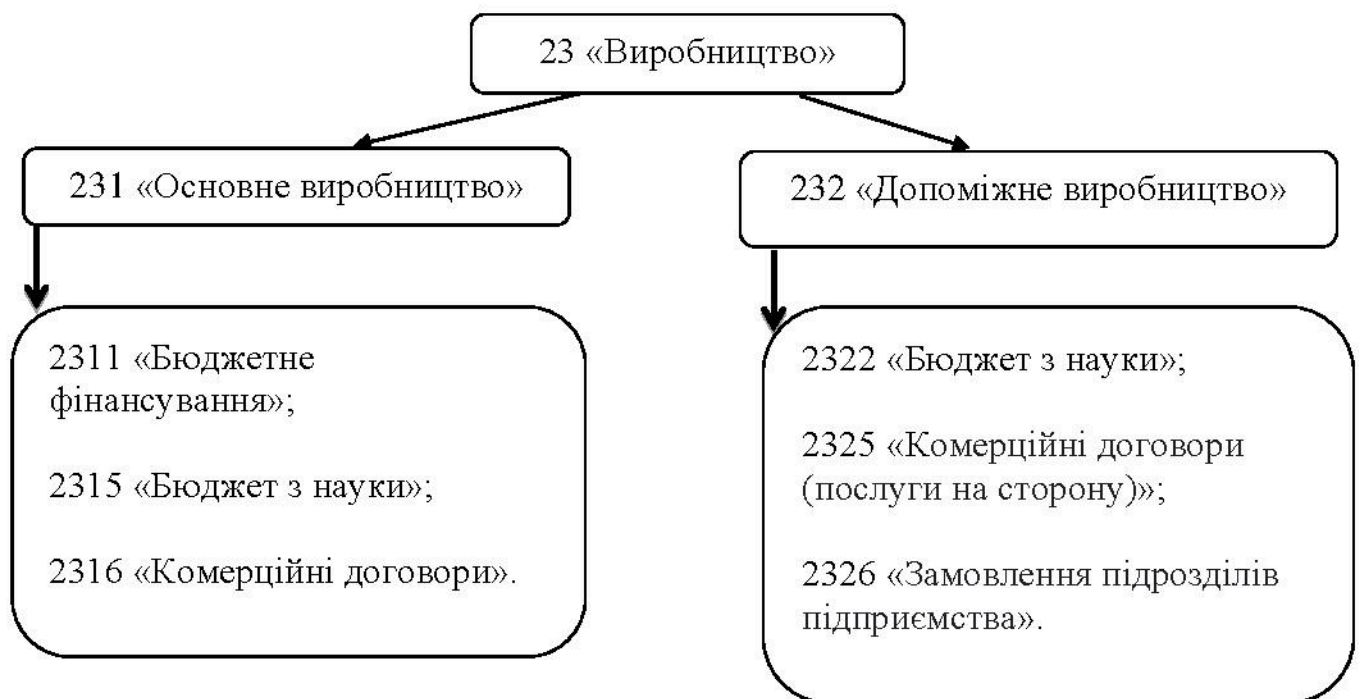 23 «Виробництво»
231 «Основне виробництво»
232 «Допоміжне виробництво»
2311 «Бюджетне
фінансування»;
2315 «Бюджет з науки»;
2316 «Комерційні договори».
2322 «Бюджет з науки»;
2325 «Комерційні договори
(послуги на сторону)»;
2326 «Замовлення підрозділів
підприємства».